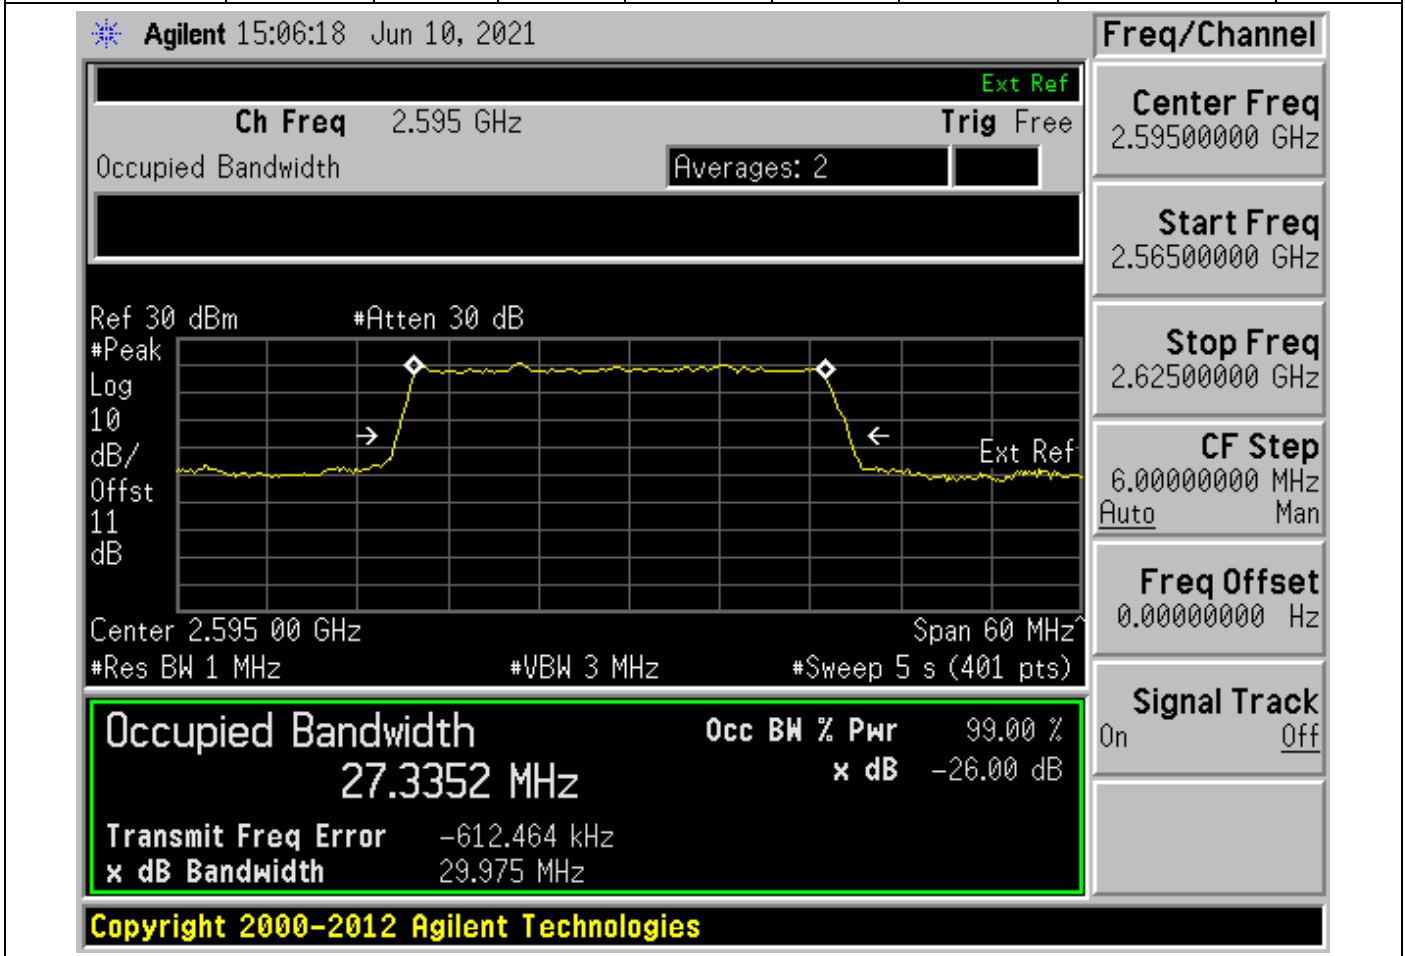 Agilent 15:06:18 Jun 10, 2021
Freq/Channel
Ext Ref
Ch Freq 2.595 GHz Trig Free
Occupied Bandwidth Averages: 2
Ref 30 dBm #Atten 30 dB
#Peak
Log
10
dB/
Offst
11
dB
Ext Ref
Center 2.595 00 GHz Span 60 MHz^
#Res BW 1 MHz #VBW 3 MHz #Sweep 5 s (401 pts)
Occupied Bandwidth Occ BW % Pwr 99.00 %
27.3352 MHz x dB -26.00 dB
Transmit Freq Error -612.464 kHz
x dB Bandwidth 29.975 MHz
Copyright 2000-2012 Agilent Technologies
Center Freq
2.59500000 GHz
Start Freq
2.56500000 GHz
Stop Freq
2.62500000 GHz
CF Step
6.00000000 MHz
Auto Man
Freq Offset
0.00000000 Hz
Signal Track
On Off